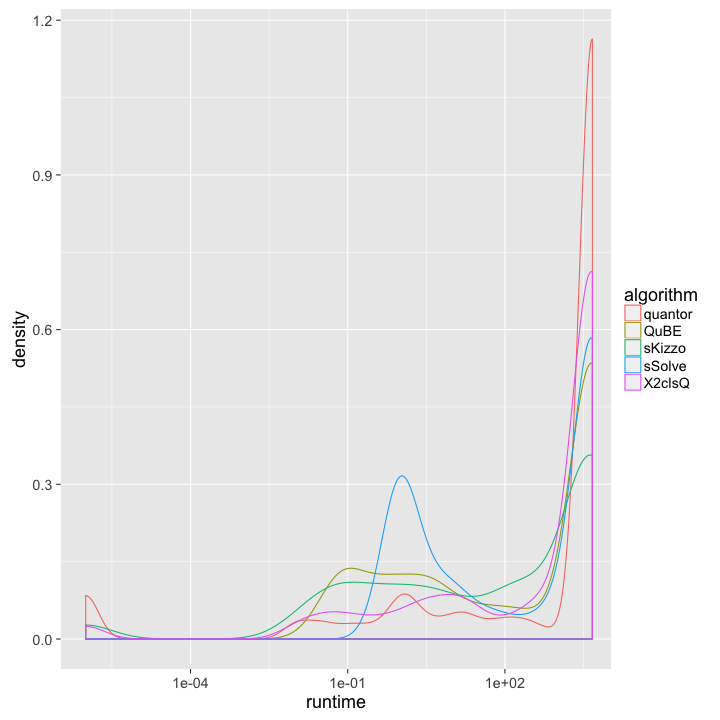 1.2
0.9
0.6
0.3
0.0
density
1e-04
1e-01
1e+02
runtime
algorithm
quantor
QuBE
sKizzo
sSolve
X2clsQ